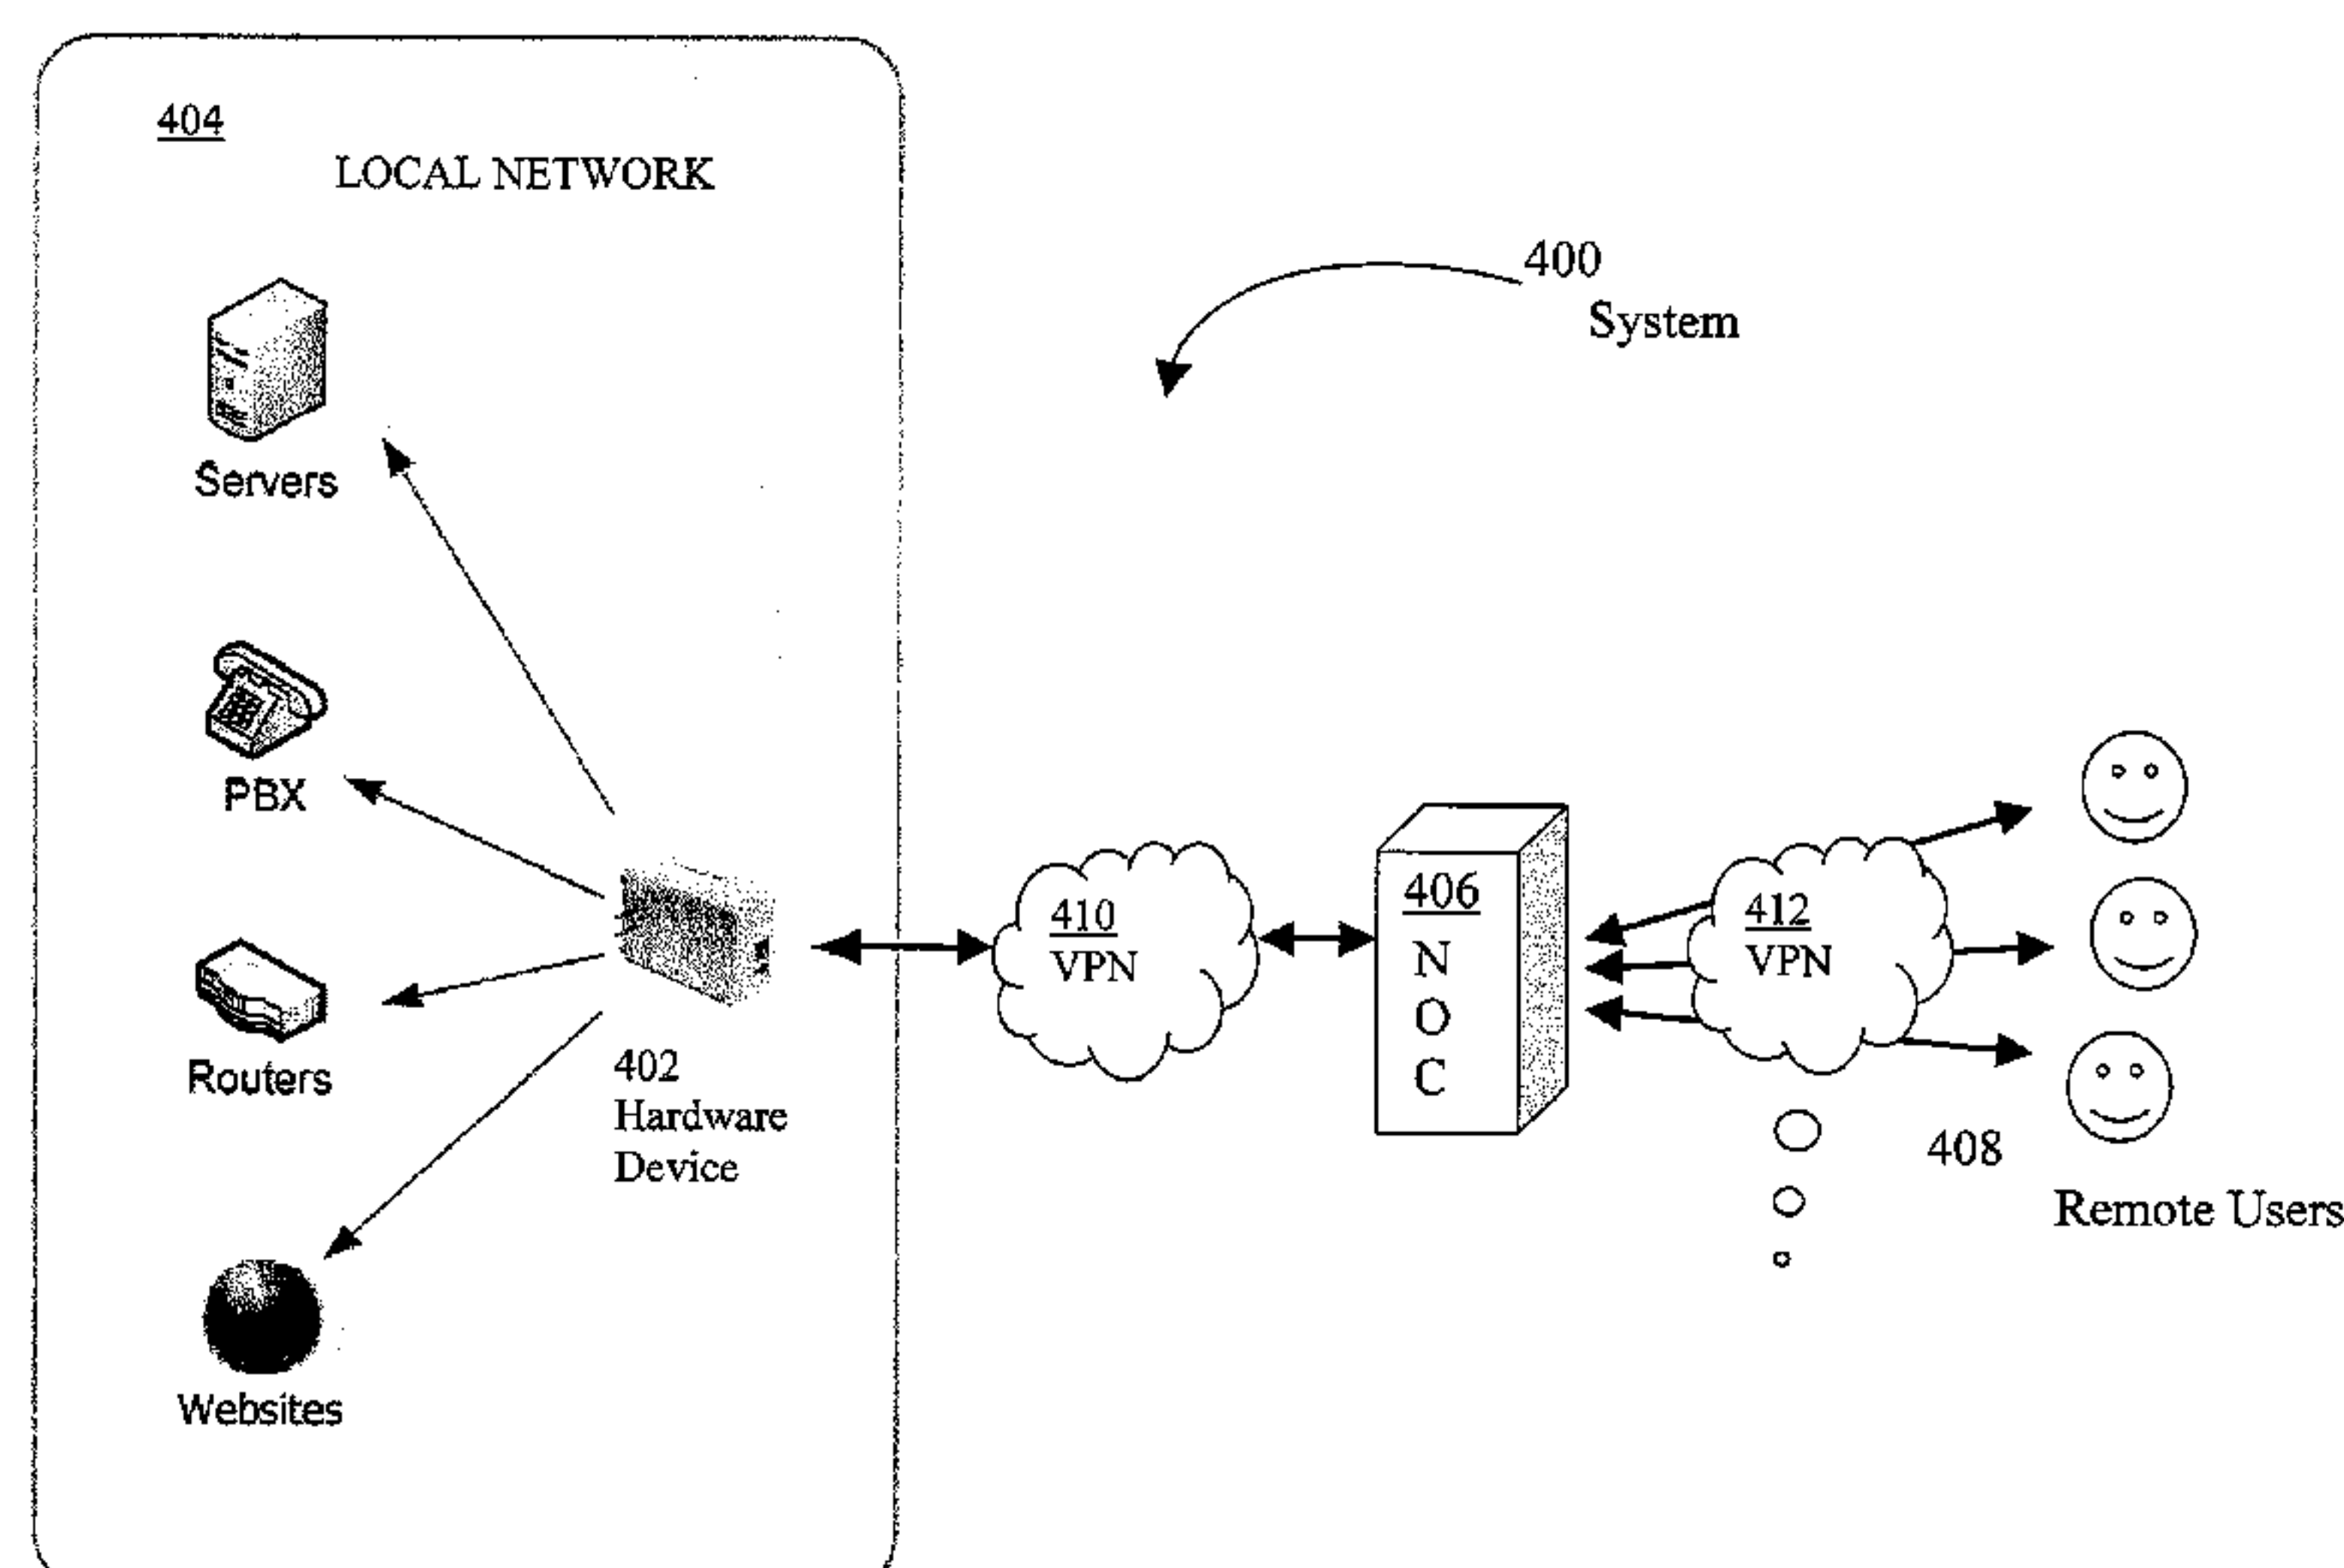 404
LOCAL NETWORK
400
System
Servers
PBX
Routers
Websites
402
Hardware
Device
410
VPN
406
N
O
C
412
VPN
408
Remote Users